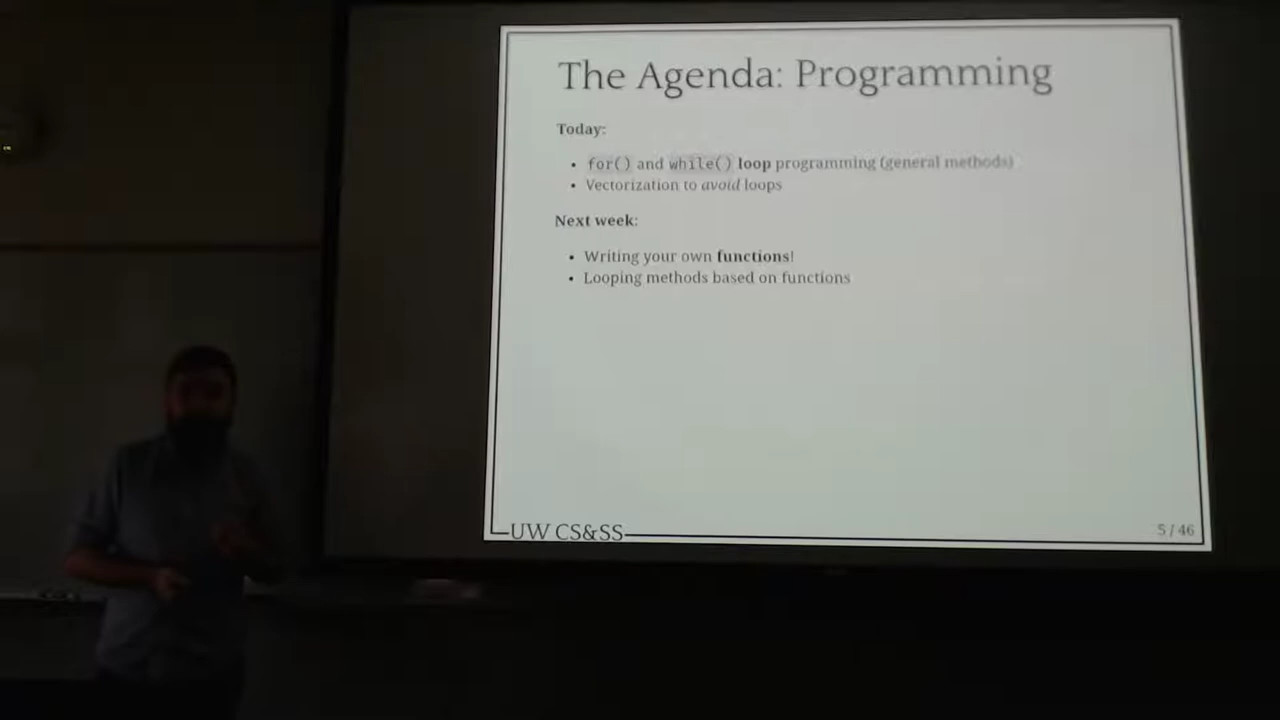 The Agenda: Programming
Today:
• for() and while() loop programming (general methods)
• Vectorization to avoid loops
Next week:
• Writing your own functions!
• Looping methods based on functions
UW CS&SS
5 / 46